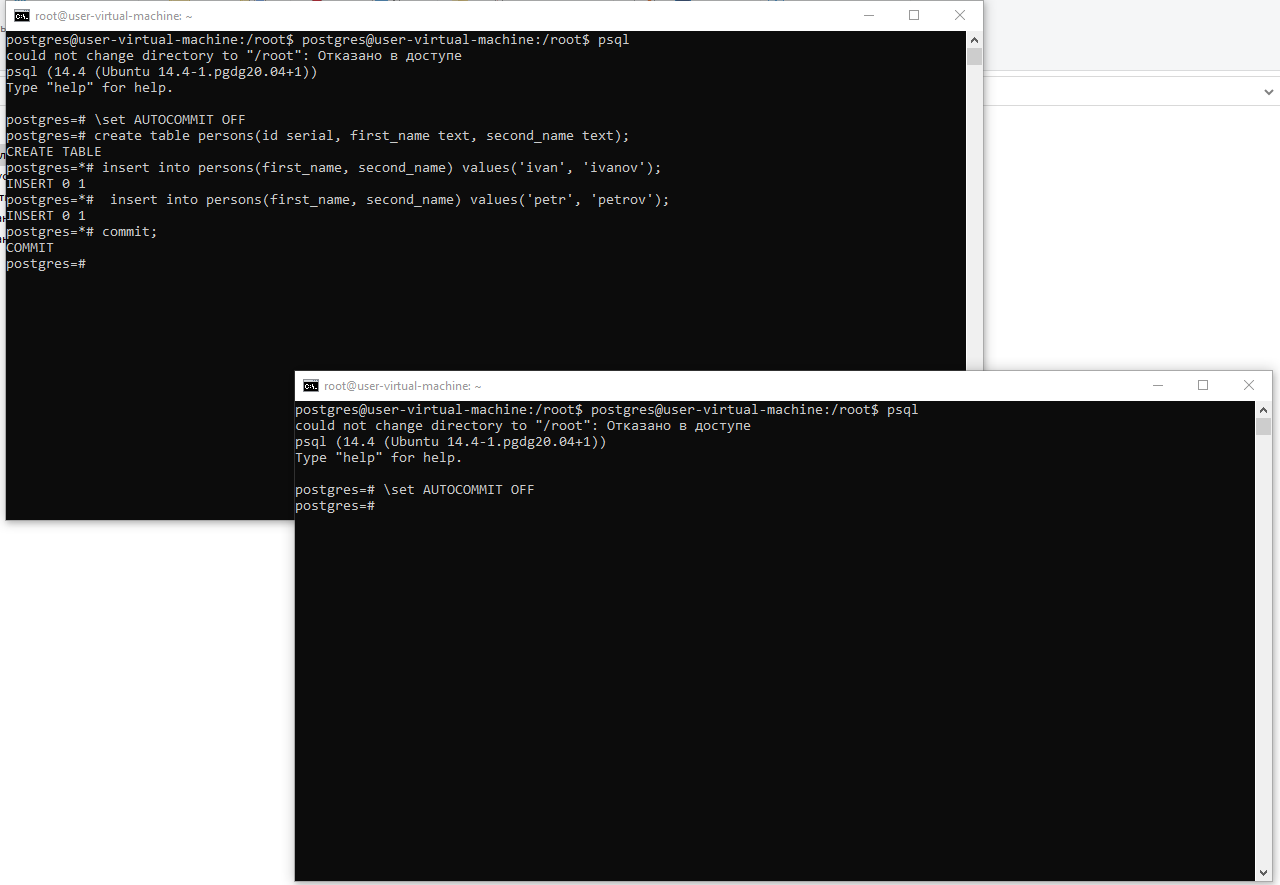 root@user-virtual-machine: ~
postgres@user-virtual-machine:/root$ postgres@user-virtual-machine:/root$ psql
could not change directory to "/root": Отказано в доступе
psql (14.4 (Ubuntu 14.4-1.pgdg20.04+1))
Type "help" for help.
postgres=# \set AUTOCOMMIT OFF
postgres=# create table persons(id serial, first_name text, second_name text);
CREATE TABLE
postgres=*# insert into persons(first_name, second_name) values('ivan', 'ivanov');
INSERT 0 1
postgres=*#  insert into persons(first_name, second_name) values('petr', 'petrov');
INSERT 0 1
postgres=*# commit;
COMMIT
postgres=#
root@user-virtual-machine: ~
postgres@user-virtual-machine:/root$ postgres@user-virtual-machine:/root$ psql
could not change directory to "/root": Отказано в доступе
psql (14.4 (Ubuntu 14.4-1.pgdg20.04+1))
Type "help" for help.
postgres=# \set AUTOCOMMIT OFF
postgres=#